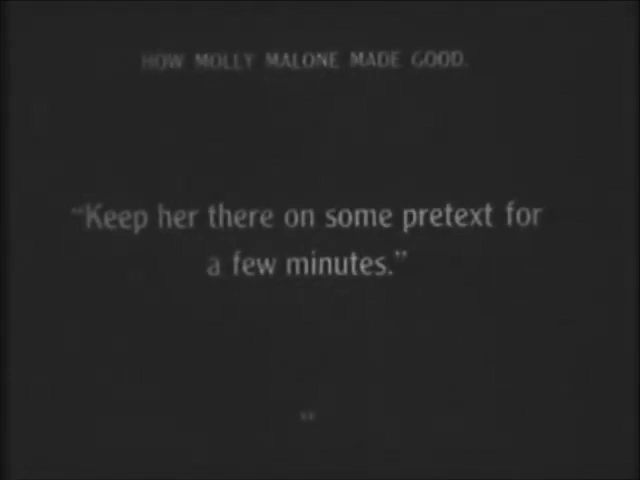 HOW MOLLY MALONE MADE GOOD.
"Keep her there on some pretext for
a few minutes."